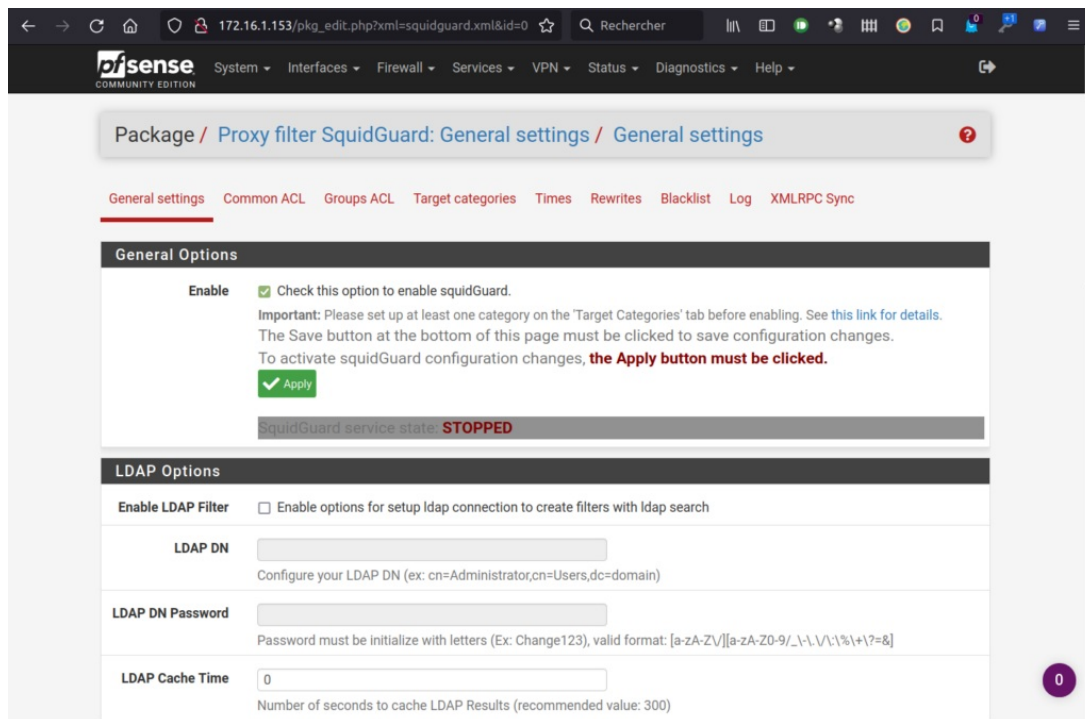 172.16.1.153/pkg_edit.php?xml=squidguard.xml&id=0
Rechercher
0
+1
pfsense
COMMUNITY EDITION
System Interfaces Firewall Services VPN Status Diagnostics Help
Package / Proxy filter SquidGuard: General settings / General settings
General settings Common ACL Groups ACL Target categories Times Rewrites Blacklist Log XMLRPC Sync
General Options
Enable Check this option to enable squidGuard.
Important: Please set up at least one category on the 'Target Categories' tab before enabling. See this link for details.
The Save button at the bottom of this page must be clicked to save configuration changes.
To activate squidGuard configuration changes, the Apply button must be clicked.
Apply
SquidGuard service state: STOPPED
LDAP Options
Enable LDAP Filter Enable options for setup ldap connection to create filters with ldap search
LDAP DN
Configure your LDAP DN (ex: cn=Administrator,cn=Users,dc=domain)
LDAP DN Password
Password must be initialize with letters (Ex: Change123), valid format: [a-zA-Z\/][a-zA-Z0-9/_\-\.\/\:\%\+\?=&]
LDAP Cache Time 0
Number of seconds to cache LDAP Results (recommended value: 300)
0